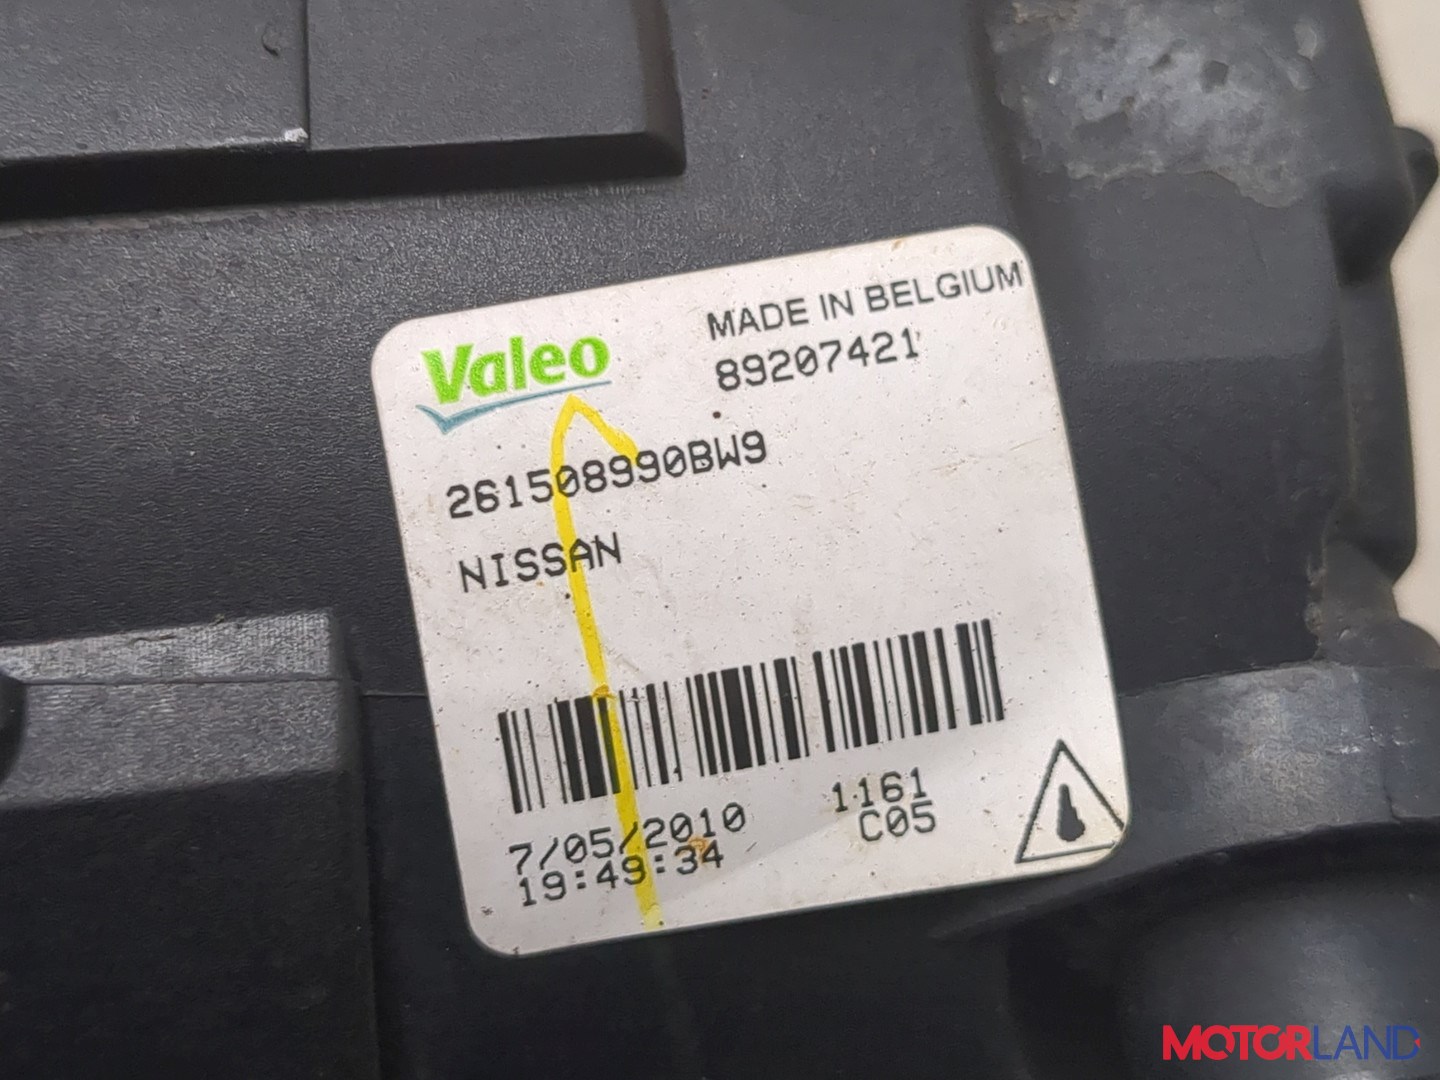 Valeo
MADE IN BELGIUM
89207421
261508990BW9
NISSAN
7/05/2010
19:49:34
1161
C05
MOTORLAND